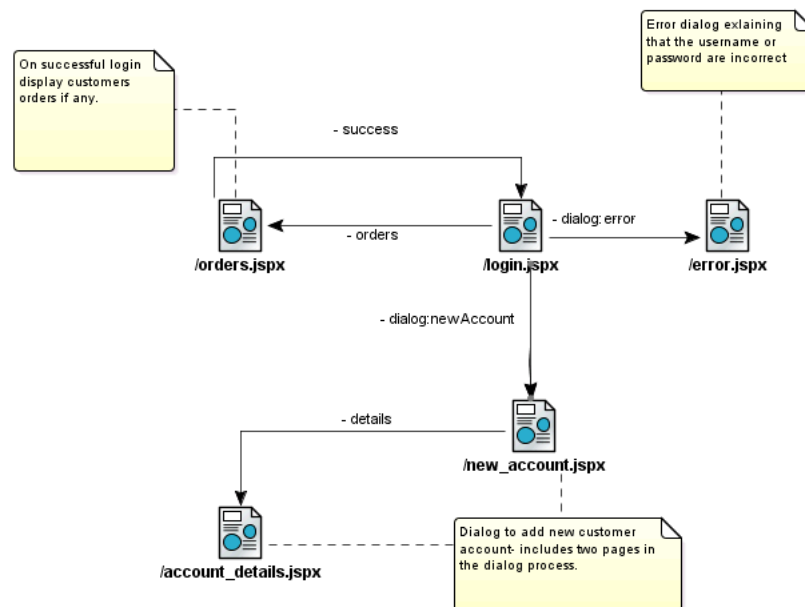 Error dialog exlaining
that the username or
password are incorrect
On successful login
display customers
orders if any.
- success
- orders
- dialog:error
/orders.jspx
/login.jspx
/error.jspx
- dialog:newAccount
- details
/new_account.jspx
/account_details.jspx
Dialog to add new customer
account- includes two pages in
the dialog process.